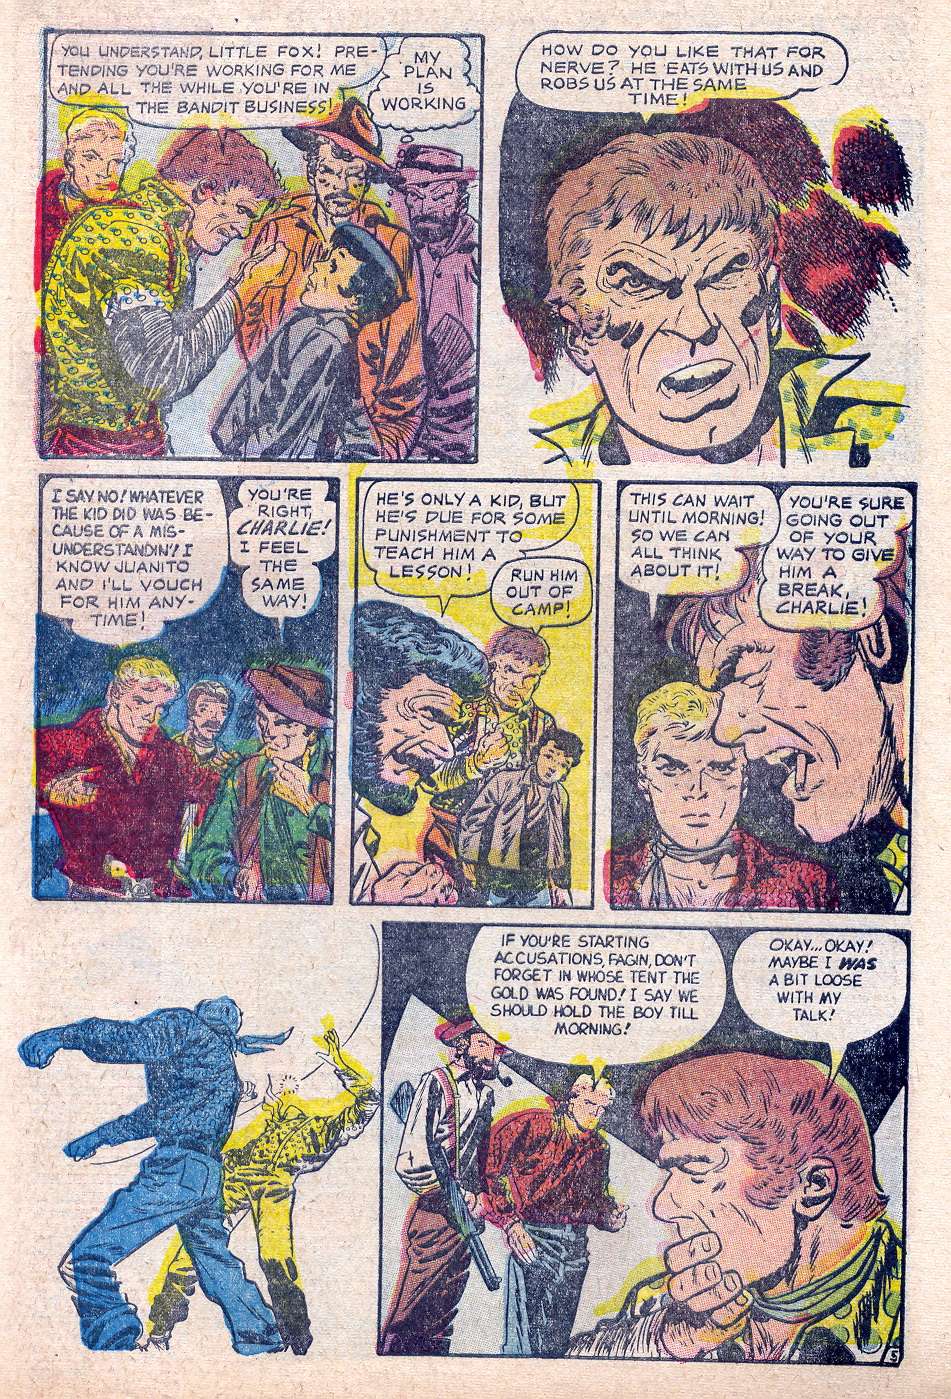 YOU UNDERSTAND, LITTLE FOX! PRE-
TENDING YOU'RE WORKING FOR ME
AND ALL THE WHILE YOU'RE IN
THE BANDIT BUSINESS!
MY
PLAN
IS
WORKING
HOW DO YOU LIKE THAT FOR
NERVE? HE EATS WITH US AND
ROBS US AT THE SAME
TIME!
I SAY NO! WHATEVER
THE KID DID WAS BE-
CAUSE OF A MIS-
UNDERSTANDIN'! I
KNOW JUANITO
AND I'LL VOUCH
FOR HIM ANY-
TIME!
YOU'RE
RIGHT,
CHARLIE!
I FEEL
THE
SAME
WAY!
HE'S ONLY A KID, BUT
HE'S DUE FOR SOME
PUNISHMENT TO
TEACH HIM A
LESSON!
RUN HIM
OUT OF
CAMP!
THIS CAN WAIT
UNTIL MORNING!
SO WE CAN
ALL THINK
ABOUT IT!
YOU'RE SURE
GOING OUT
OF YOUR
WAY TO GIVE
HIM A
BREAK,
CHARLIE!
IF YOU'RE STARTING
ACCUSATIONS, FAGIN, DON'T
FORGET IN WHOSE TENT THE
GOLD WAS FOUND! I SAY WE
SHOULD HOLD THE BOY TILL
MORNING!
OKAY...OKAY!
MAYBE I WAS
A BIT LOOSE
WITH MY
TALK!
5